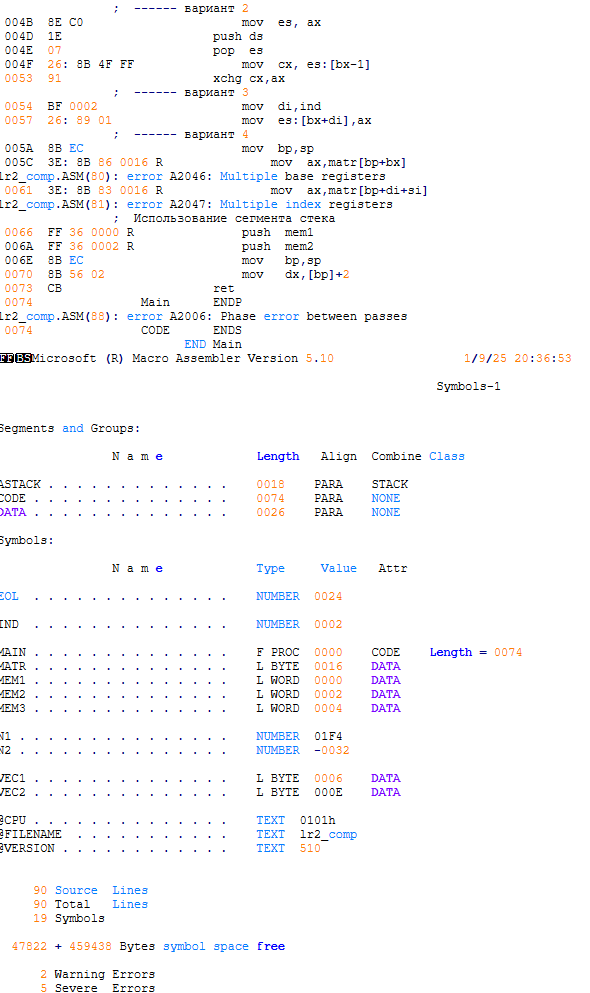 ;  ------ вариант 2
004B  8E C0                      mov  es, ax
004D  1E                     push ds
004E  07                     pop  es
004F  26: 8B 4F FF               mov  cx, es:[bx-1]
0053  91                     xchg cx,ax
;  ------ вариант 3
0054  BF 0002                    mov  di,ind
0057  26: 89 01                  mov  es:[bx+di],ax
;  ------ вариант 4
005A  8B EC                      mov  bp,sp
005C  3E: 8B 86 0016 R               mov  ax,matr[bp+bx]
lr2_comp.ASM(80): error A2046: Multiple base registers
0061  3E: 8B 83 0016 R               mov  ax,matr[bp+di+si]
lr2_comp.ASM(81): error A2047: Multiple index registers
;  Использование сегмента стека
0066  FF 36 0000 R               push  mem1
006A  FF 36 0002 R               push  mem2
006E  8B EC                      mov  bp,sp
0070  8B 56 02                   mov  dx,[bp]+2
0073  CB                     ret
0074               Main      ENDP
lr2_comp.ASM(88): error A2006: Phase error between passes
0074               CODE      ENDS
END Main
FFBSMicrosoft (R) Macro Assembler Version 5.10                  1/9/25 20:36:53
Symbols-1
Segments and Groups:
N a m e             Length   Align  Combine Class
ASTACK . . . . . . . . . . . . .    0018    PARA    STACK
CODE . . . . . . . . . . . . . .    0074    PARA    NONE
DATA . . . . . . . . . . . . . .    0026    PARA    NONE
Symbols:
N a m e             Type     Value   Attr
EOL  . . . . . . . . . . . . . .    NUMBER  0024
IND  . . . . . . . . . . . . . .    NUMBER  0002
MAIN . . . . . . . . . . . . . .    F PROC  0000    CODE    Length = 0074
MATR . . . . . . . . . . . . . .    L BYTE  0016    DATA
MEM1 . . . . . . . . . . . . . .    L WORD  0000    DATA
MEM2 . . . . . . . . . . . . . .    L WORD  0002    DATA
MEM3 . . . . . . . . . . . . . .    L WORD  0004    DATA
N1 . . . . . . . . . . . . . . .    NUMBER  01F4
N2 . . . . . . . . . . . . . . .    NUMBER  -0032
VEC1 . . . . . . . . . . . . . .    L BYTE  0006    DATA
VEC2 . . . . . . . . . . . . . .    L BYTE  000E    DATA
@CPU . . . . . . . . . . . . . .    TEXT  0101h
@FILENAME  . . . . . . . . . . .    TEXT  lr2_comp
@VERSION . . . . . . . . . . . .    TEXT  510
90 Source  Lines
90 Total   Lines
19 Symbols
47822 + 459438 Bytes symbol space free
2 Warning Errors
5 Severe  Errors